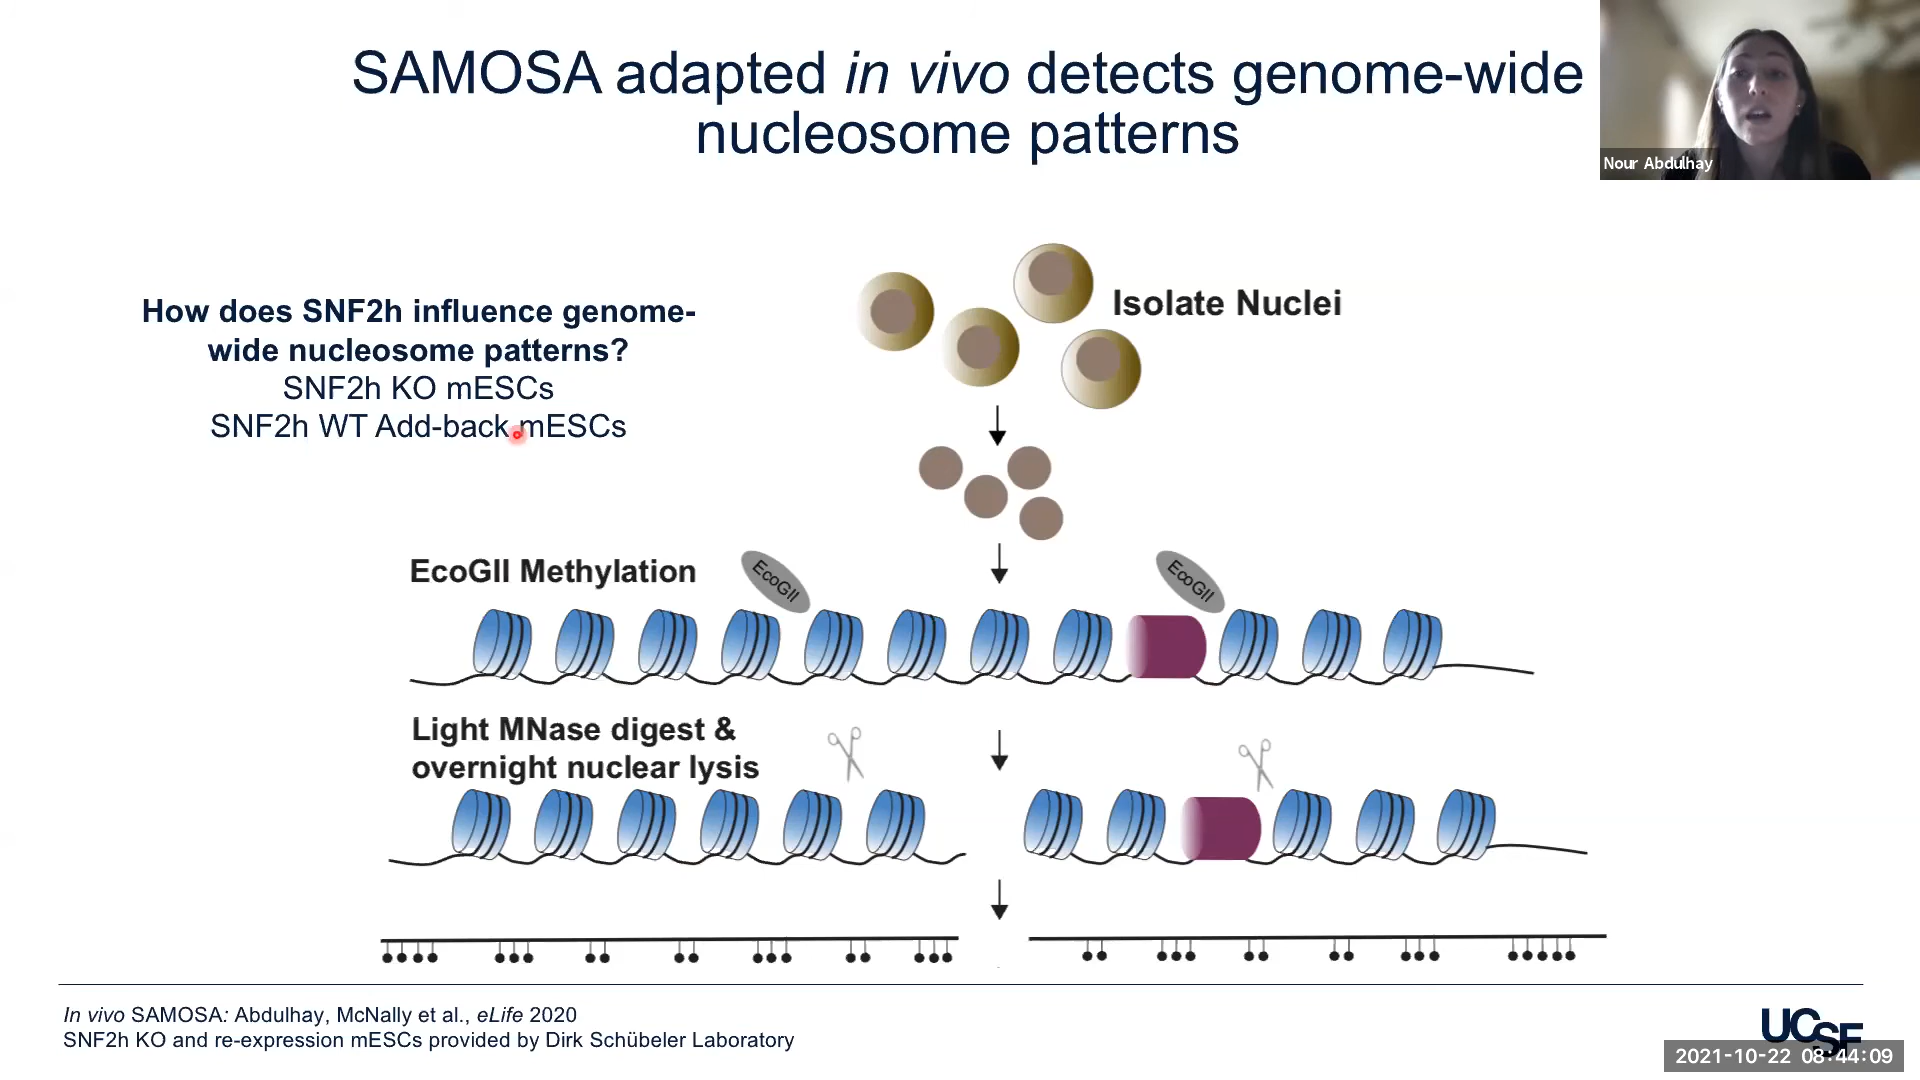 SAMOSA adapted in vivo detects genome-wide
nucleosome patterns
Nour Abdulhay
How does SNF2h influence genome-
wide nucleosome patterns?
SNF2h KO mESCs
SNF2h WT Add-back mESCs
Isolate Nuclei
EcoGII Methylation
EcoGII
EcoGII
Light MNase digest &
overnight nuclear lysis
In vivo SAMOSA: Abdulhay, McNally et al., eLife 2020
SNF2h KO and re-expression mESCs provided by Dirk Schübeler Laboratory
UCSF
2021-10-22 08:44:09